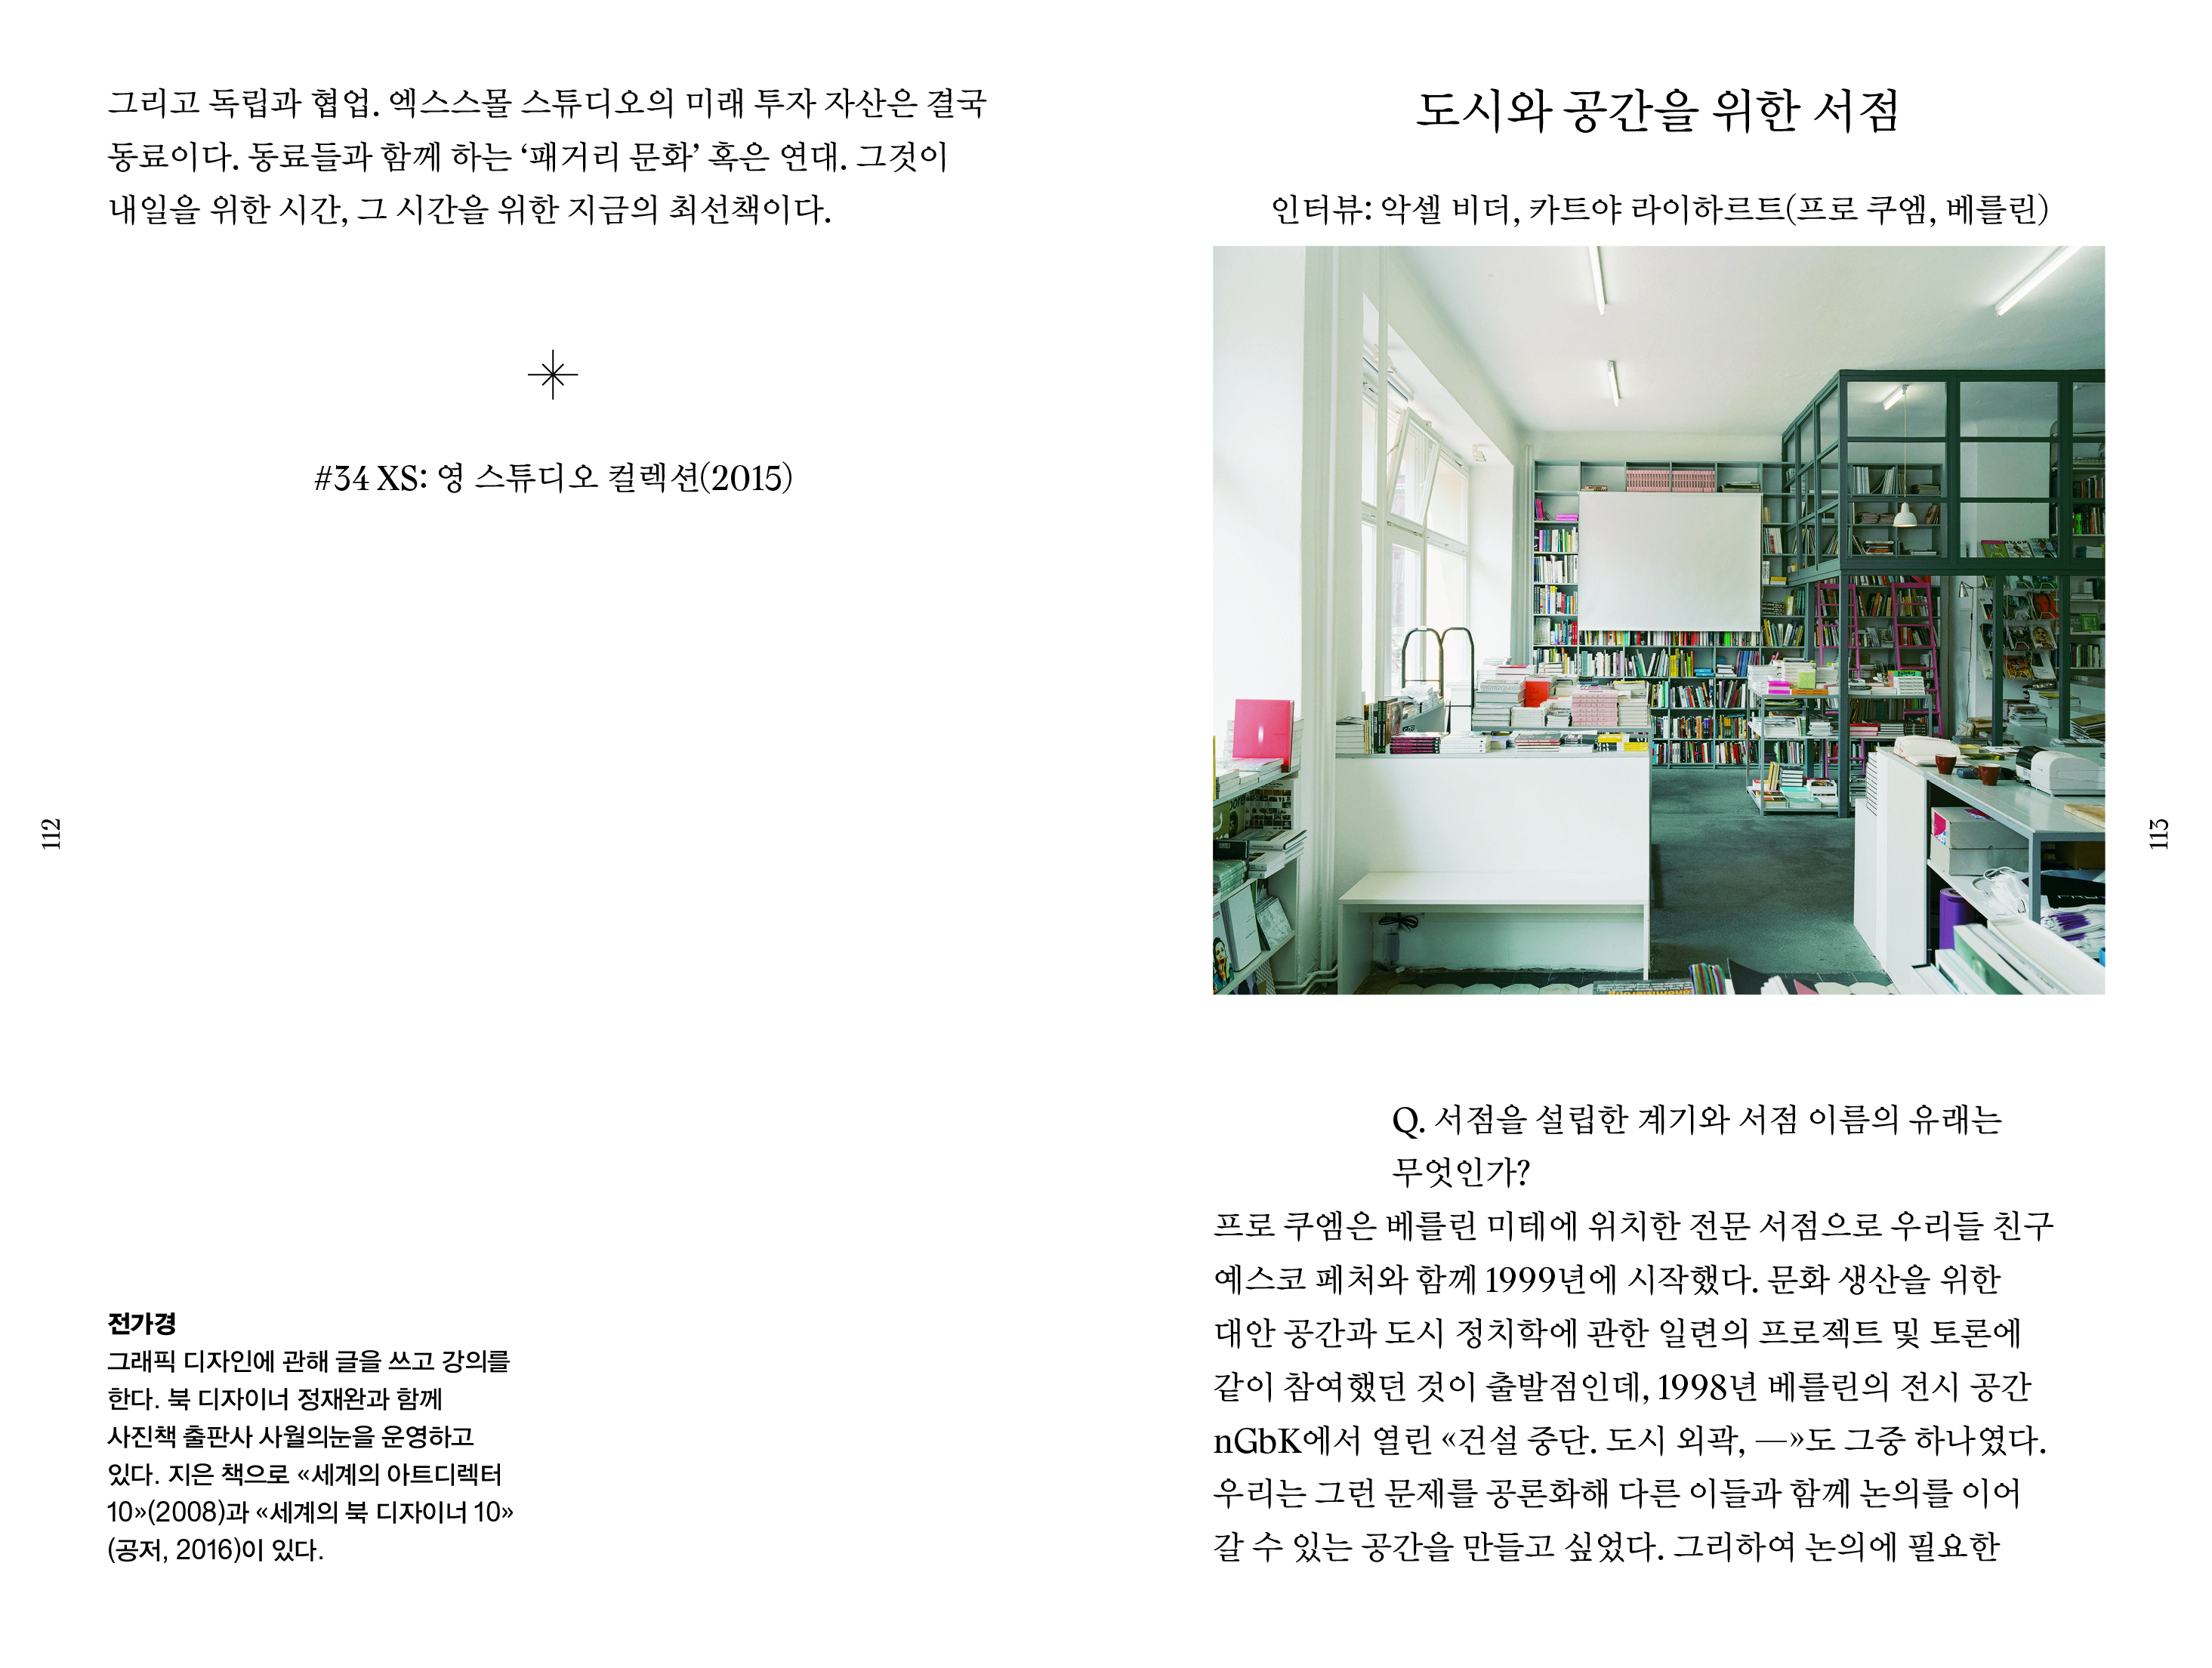 그리고 독립과 협업. 엑스스몰 스튜디오의 미래 투자 자산은 결국
동료이다. 동료들과 함께 하는 ‘패거리 문화’ 혹은 연대. 그것이
내일을 위한 시간, 그 시간을 위한 지금의 최선책이다.
#34 XS: 영 스튜디오 컬렉션(2015)
112
전가경
그래픽 디자인에 관해 글을 쓰고 강의를
한다. 북 디자이너 정재완과 함께
사진책 출판사 사월의눈을 운영하고
있다. 지은 책으로 «세계의 아트디렉터
10»(2008)과 «세계의 북 디자이너 10»
(공저, 2016)이 있다.
도시와 공간을 위한 서점
인터뷰: 악셀 비더, 카트야 라이하르트(프로 쿠엠, 베를린)
Q. 서점을 설립한 계기와 서점 이름의 유래는
무엇인가?
프로 쿠엠은 베를린 미테에 위치한 전문 서점으로 우리들 친구
예스코 페처와 함께 1999년에 시작했다. 문화 생산을 위한
대안 공간과 도시 정치학에 관한 일련의 프로젝트 및 토론에
같이 참여했던 것이 출발점인데, 1998년 베를린의 전시 공간
nGbK에서 열린 «건설 중단. 도시 외곽, —»도 그중 하나였다.
우리는 그런 문제를 공론화해 다른 이들과 함께 논의를 이어
갈 수 있는 공간을 만들고 싶었다. 그리하여 논의에 필요한
113